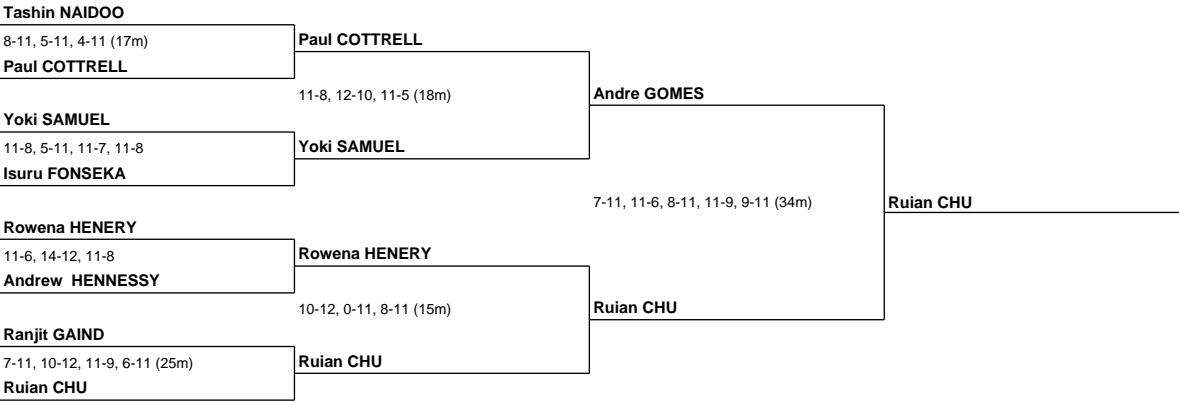 Tashin NAIDOO
8-11, 5-11, 4-11 (17m)
Paul COTTRELL
Paul COTTRELL
11-8, 12-10, 11-5 (18m)
Andre GOMES
Yoki SAMUEL
11-8, 5-11, 11-7, 11-8
Yoki SAMUEL
Isuru FONSEKA
7-11, 11-6, 8-11, 11-9, 9-11 (34m)
Ruian CHU
Rowena HENERY
11-6, 14-12, 11-8
Rowena HENERY
Andrew  HENNESSY
10-12, 0-11, 8-11 (15m)
Ruian CHU
Ranjit GAIND
7-11, 10-12, 11-9, 6-11 (25m)
Ruian CHU
Ruian CHU